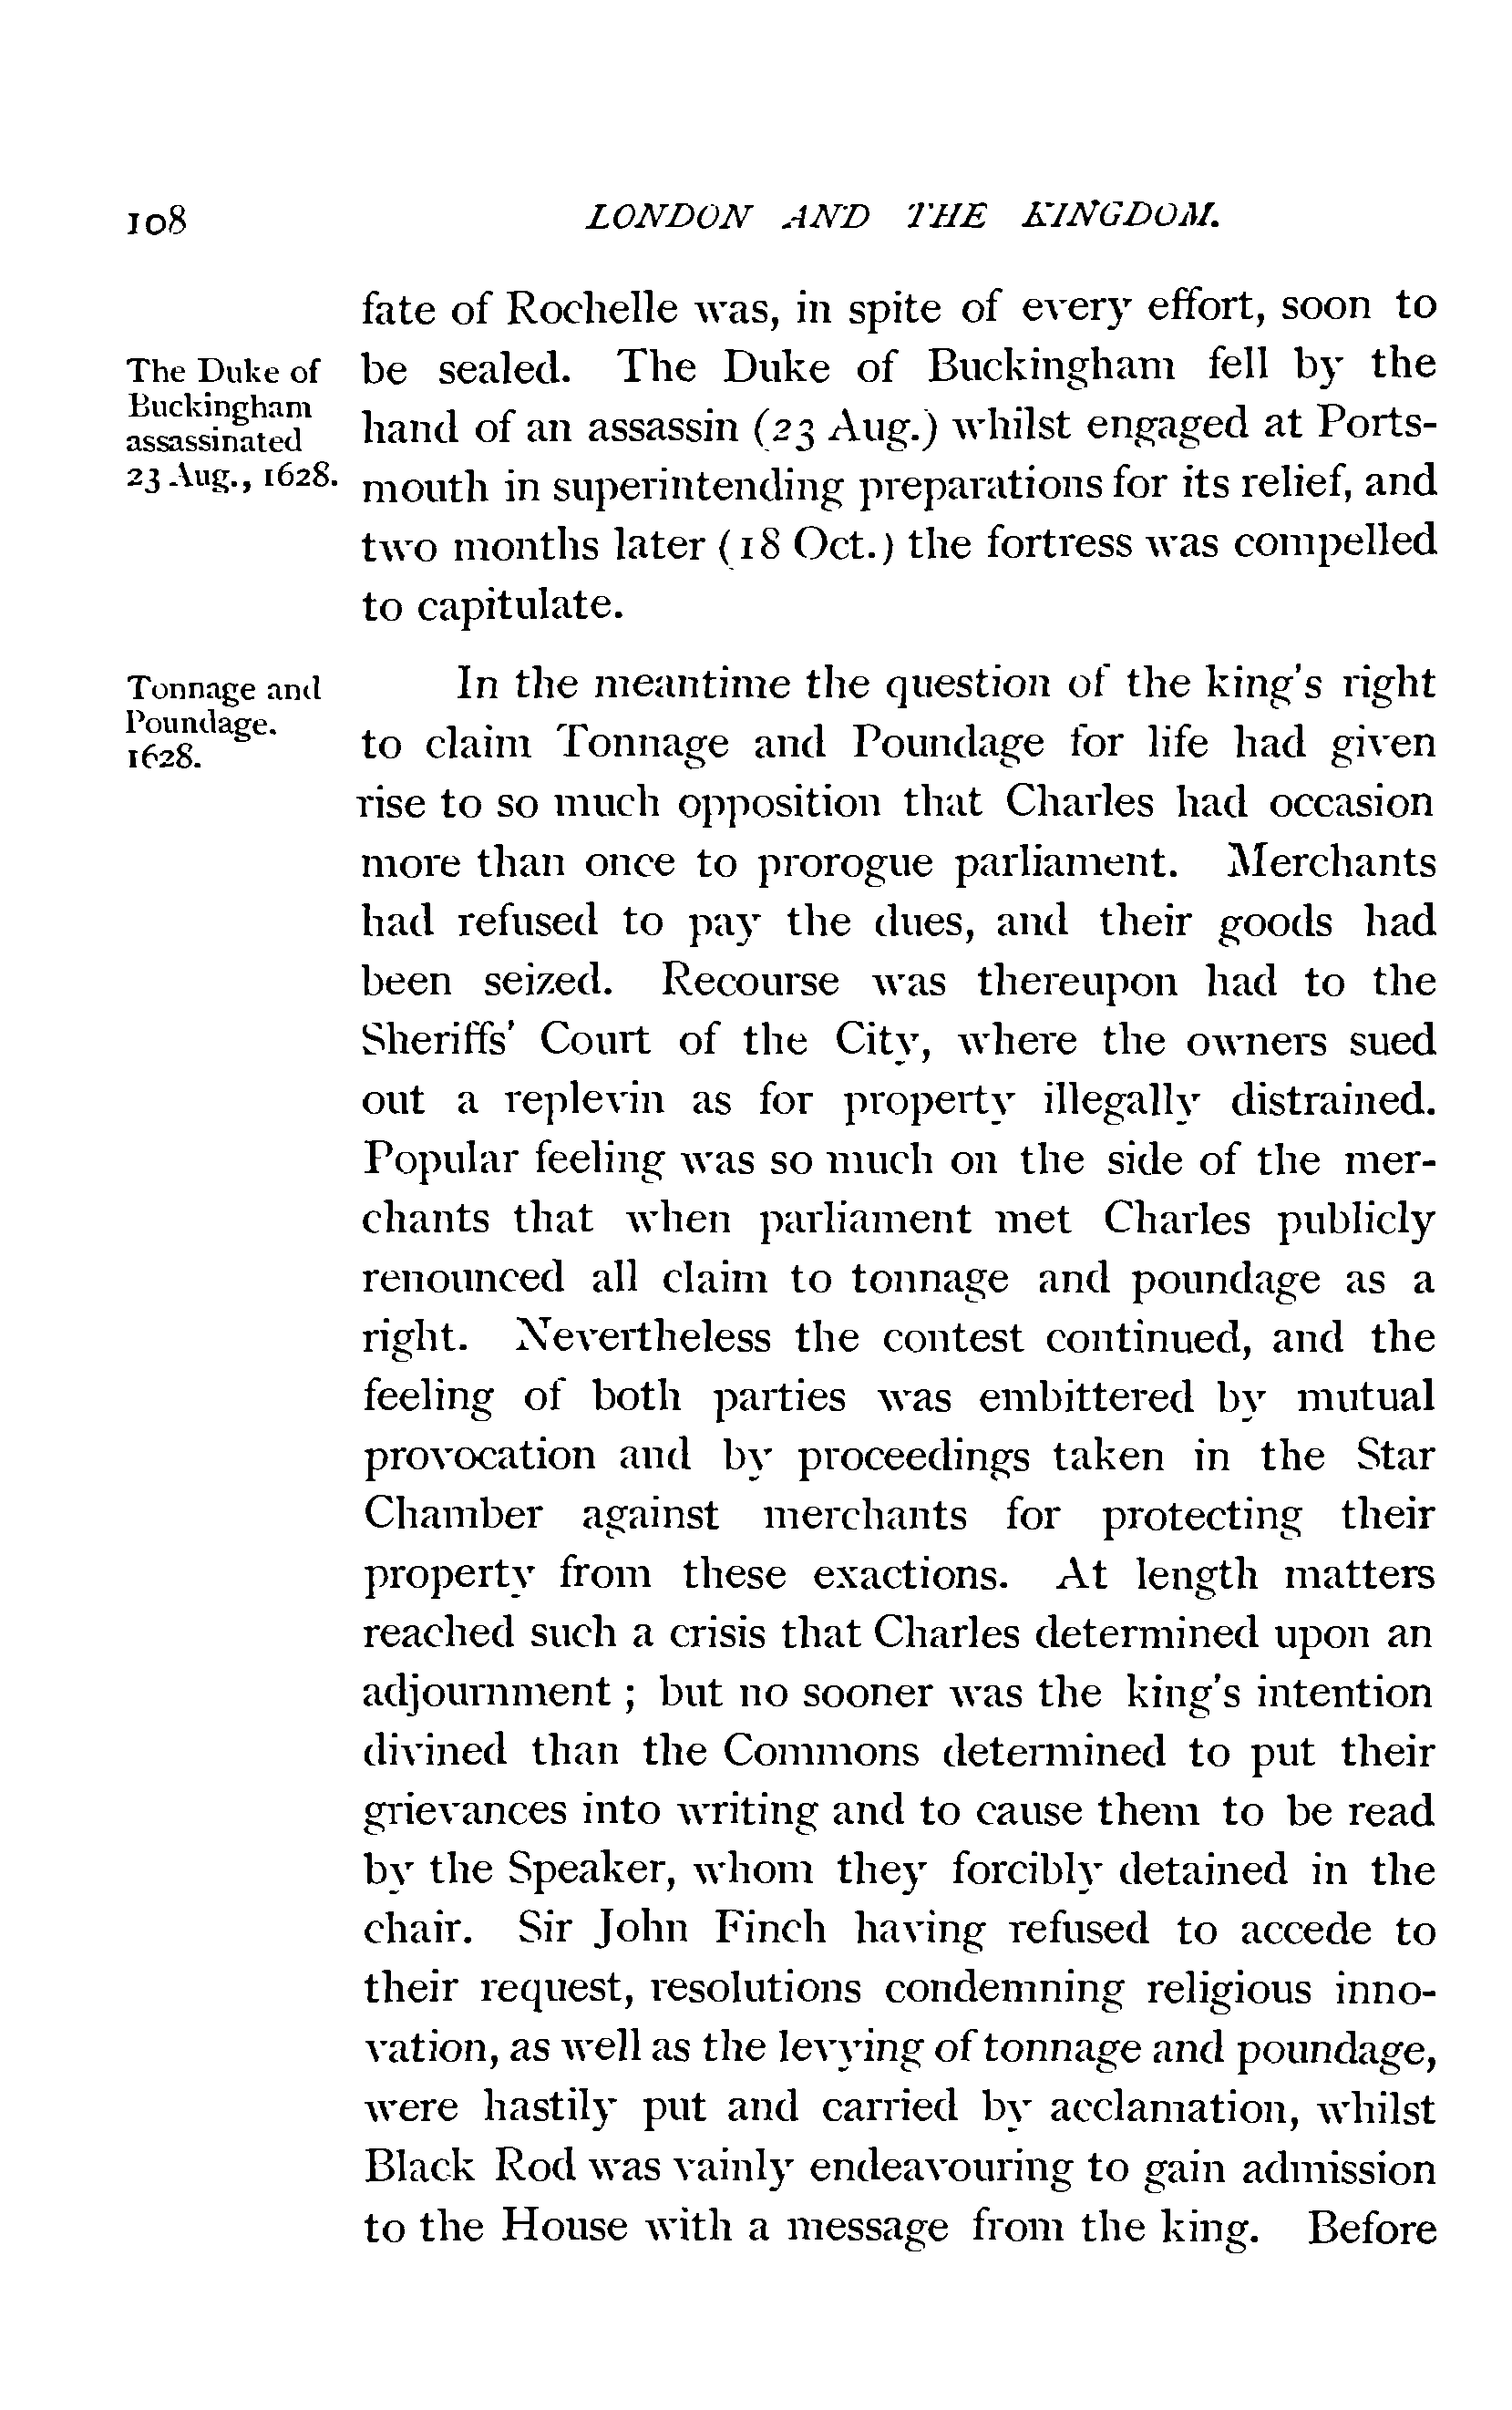 108 LONDON AND THE KINGDOM.
fate of Rochelle was, in spite of every effort, soon to
The Duke of
Buckingham
assassinated
23 Aug., 1628.
be sealed. The Duke of Buckingham fell by the
hand of an assassin (23 Aug.) whilst engaged at Ports-
mouth in superintending preparations for its relief, and
two months later (18 Oct.) the fortress was compelled
to capitulate.
Tonnage and
Poundage.
1628.
In the meantime the question of the king's right
to claim Tonnage and Poundage for life had given
rise to so much opposition that Charles had occasion
more than once to prorogue parliament. Merchants
had refused to pay the dues, and their goods had
been seized. Recourse was thereupon had to the
Sheriffs' Court of the City, where the owners sued
out a replevin as for property illegally distrained.
Popular feeling was so much on the side of the mer-
chants that when parliament met Charles publicly
renounced all claim to tonnage and poundage as a
right. Nevertheless the contest continued, and the
feeling of both parties was embittered by mutual
provocation and by proceedings taken in the Star
Chamber against merchants for protecting their
property from these exactions. At length matters
reached such a crisis that Charles determined upon an
adjournment ; but no sooner was the king's intention
divined than the Commons determined to put their
grievances into writing and to cause them to be read
by the Speaker, whom they forcibly detained in the
chair. Sir John Finch having refused to accede to
their request, resolutions condemning religious inno-
vation, as well as the levying of tonnage and poundage,
were hastily put and carried by acclamation, whilst
Black Rod was vainly endeavouring to gain admission
to the House with a message from the king. Before